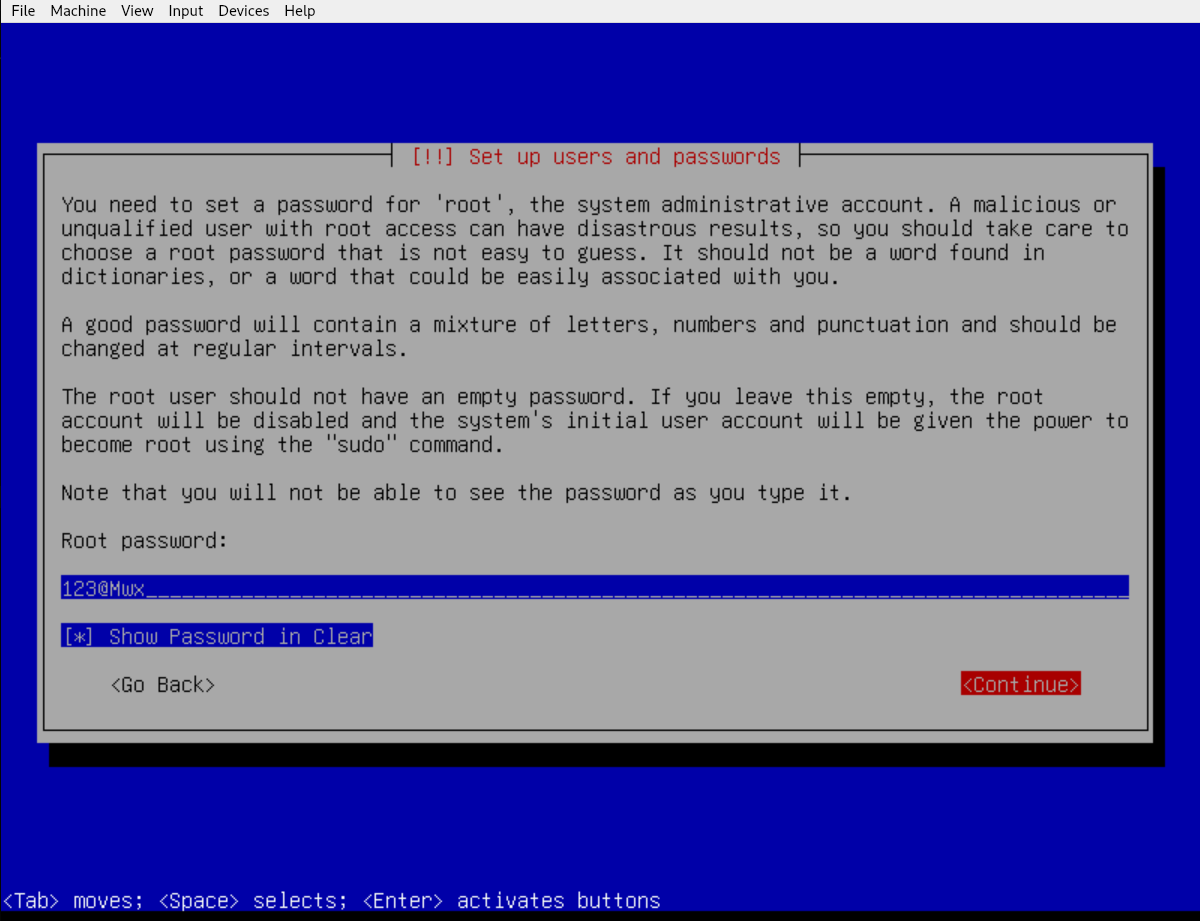 File Machine View Input Devices Help
[!!] Set up users and passwords
You need to set a password for 'root', the system administrative account. A malicious or
unqualified user with root access can have disastrous results, so you should take care to
choose a root password that is not easy to guess. It should not be a word found in
dictionaries, or a word that could be easily associated with you.
A good password will contain a mixture of letters, numbers and punctuation and should be
changed at regular intervals.
The root user should not have an empty password. If you leave this empty, the root
account will be disabled and the system's initial user account will be given the power to
become root using the "sudo" command.
Note that you will not be able to see the password as you type it.
Root password:
123@Mwx
[*] Show Password in Clear
<Go Back> <Continue>
<Tab> moves; <Space> selects; <Enter> activates buttons